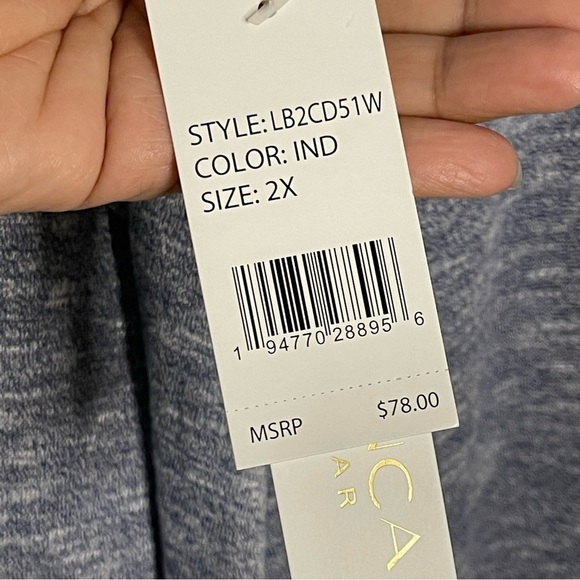 STYLE: LB2CD51W
COLOR: IND
SIZE: 2X
1 94770 28895 6
MSRP $78.00